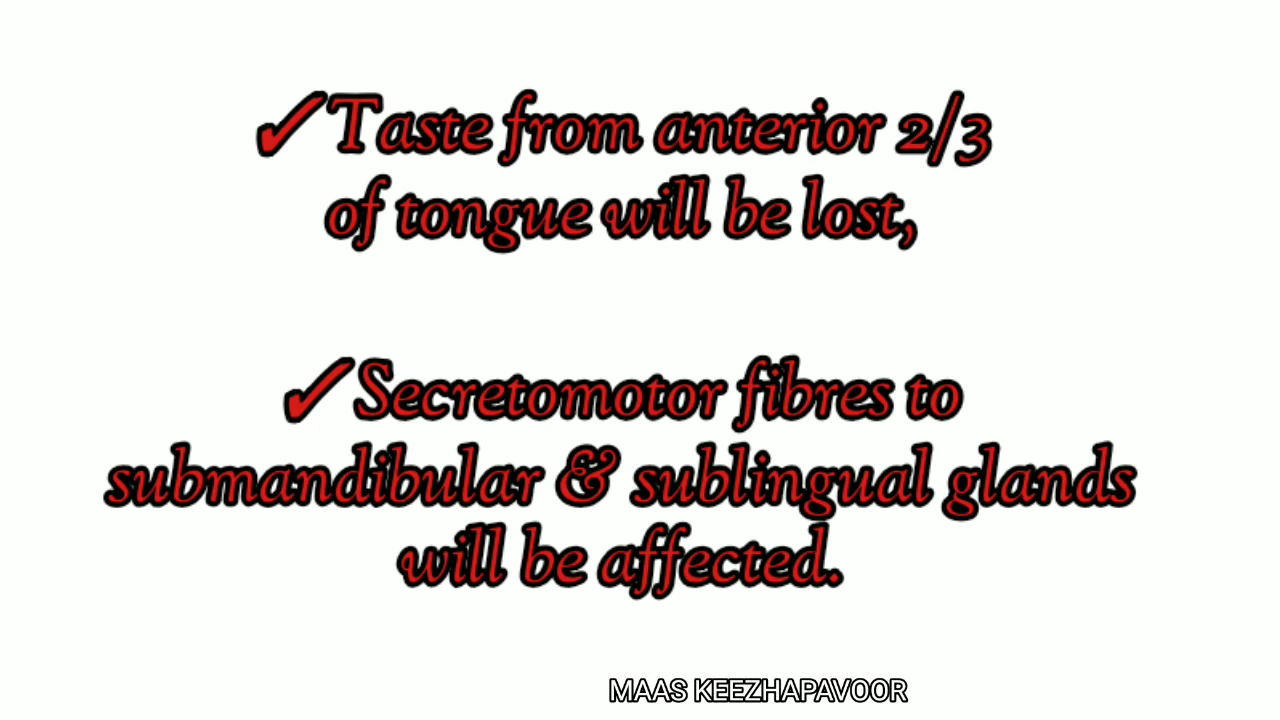 ✓Taste from anterior 2/3
of tongue will be lost,
✓Secretomotor fibres to
submandibular & sublingual glands
will be affected.
MAAS KEEZHAPAVOOR